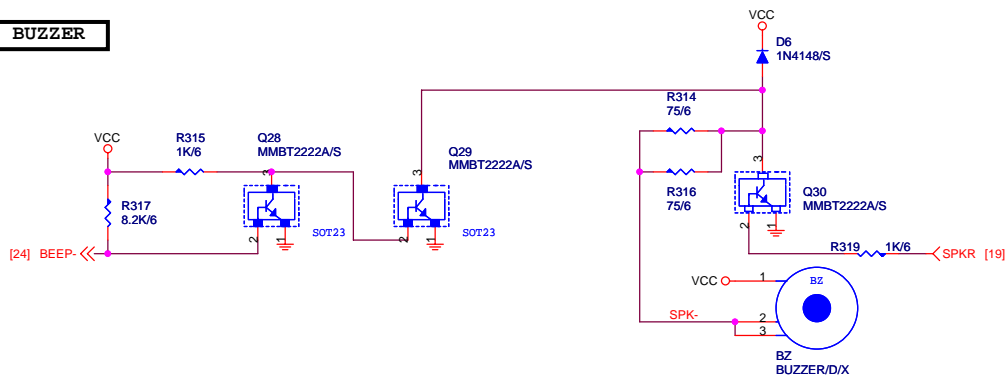 BUZZER
VCC
D6
1N4148/S
R314
75/6
VCC
R315
1K/6
Q28
MMBT2222A/S
Q29
MMBT2222A/S
3
3
3
R317
8.2K/6
R316
75/6
Q30
MMBT2222A/S
SOT23
SOT23
2
1
2
1
2
1
[24] BEEP-
R319
1K/6
SPKR [19]
VCC
1
BZ
SPK-
2
3
BZ
BUZZER/D/X